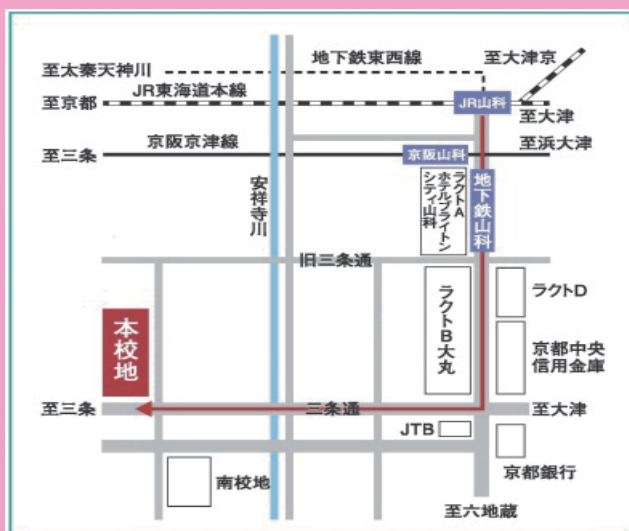 地下鉄東西線
至大津京
至太秦天神川
JR東海道本線
JR山科
至京都
至大津
京阪京津線
至浜大津
至三条
京阪山科
安祥寺川
ラクトA
ホテルブライトン
シティ山科
地下鉄山科
旧三条通
ラクトB大丸
ラクトD
京都中央
信用金庫
本校地
至三条
三条通
至大津
JTB
京都銀行
南校地
至六地蔵